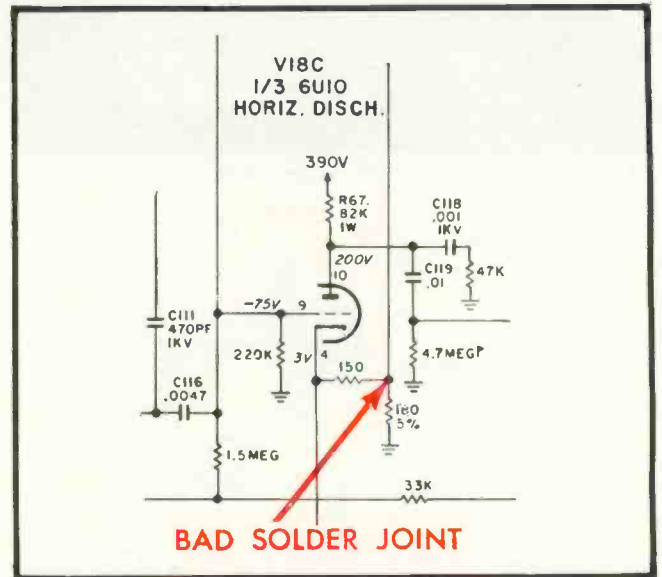 V18C
1/3 6U10
HORIZ. DISCH.
390V
R67.
82K
1W
C118
.001
1KV
200V
10
C119
.01
47K
-75V
9
C111
470PF
1KV
220K
3V
4
150
4.7MEG
C116
.0047
180
5%
1.5MEG
33K
BAD SOLDER JOINT